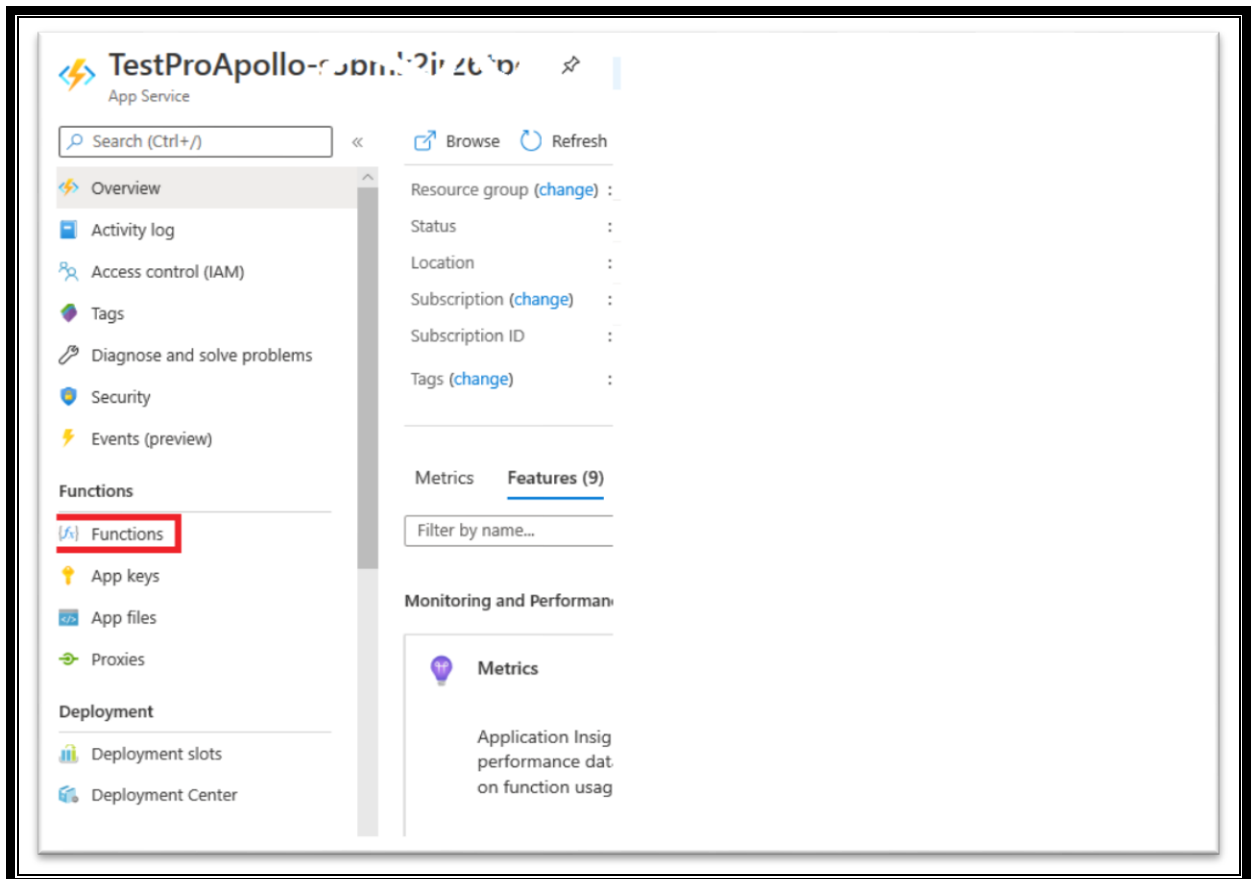 TestProApollo-
App Service
Search (Ctrl+/)
«
Browse
Refresh
Overview
Activity log
Access control (IAM)
Tags
Diagnose and solve problems
Security
Events (preview)
Functions
Functions
App keys
App files
Proxies
Deployment
Deployment slots
Deployment Center
Resource group (change) :
Status :
Location :
Subscription (change) :
Subscription ID :
Tags (change) :
Metrics
Features (9)
Filter by name...
Monitoring and Performan
Metrics
Application Insig
performance dat
on function usag